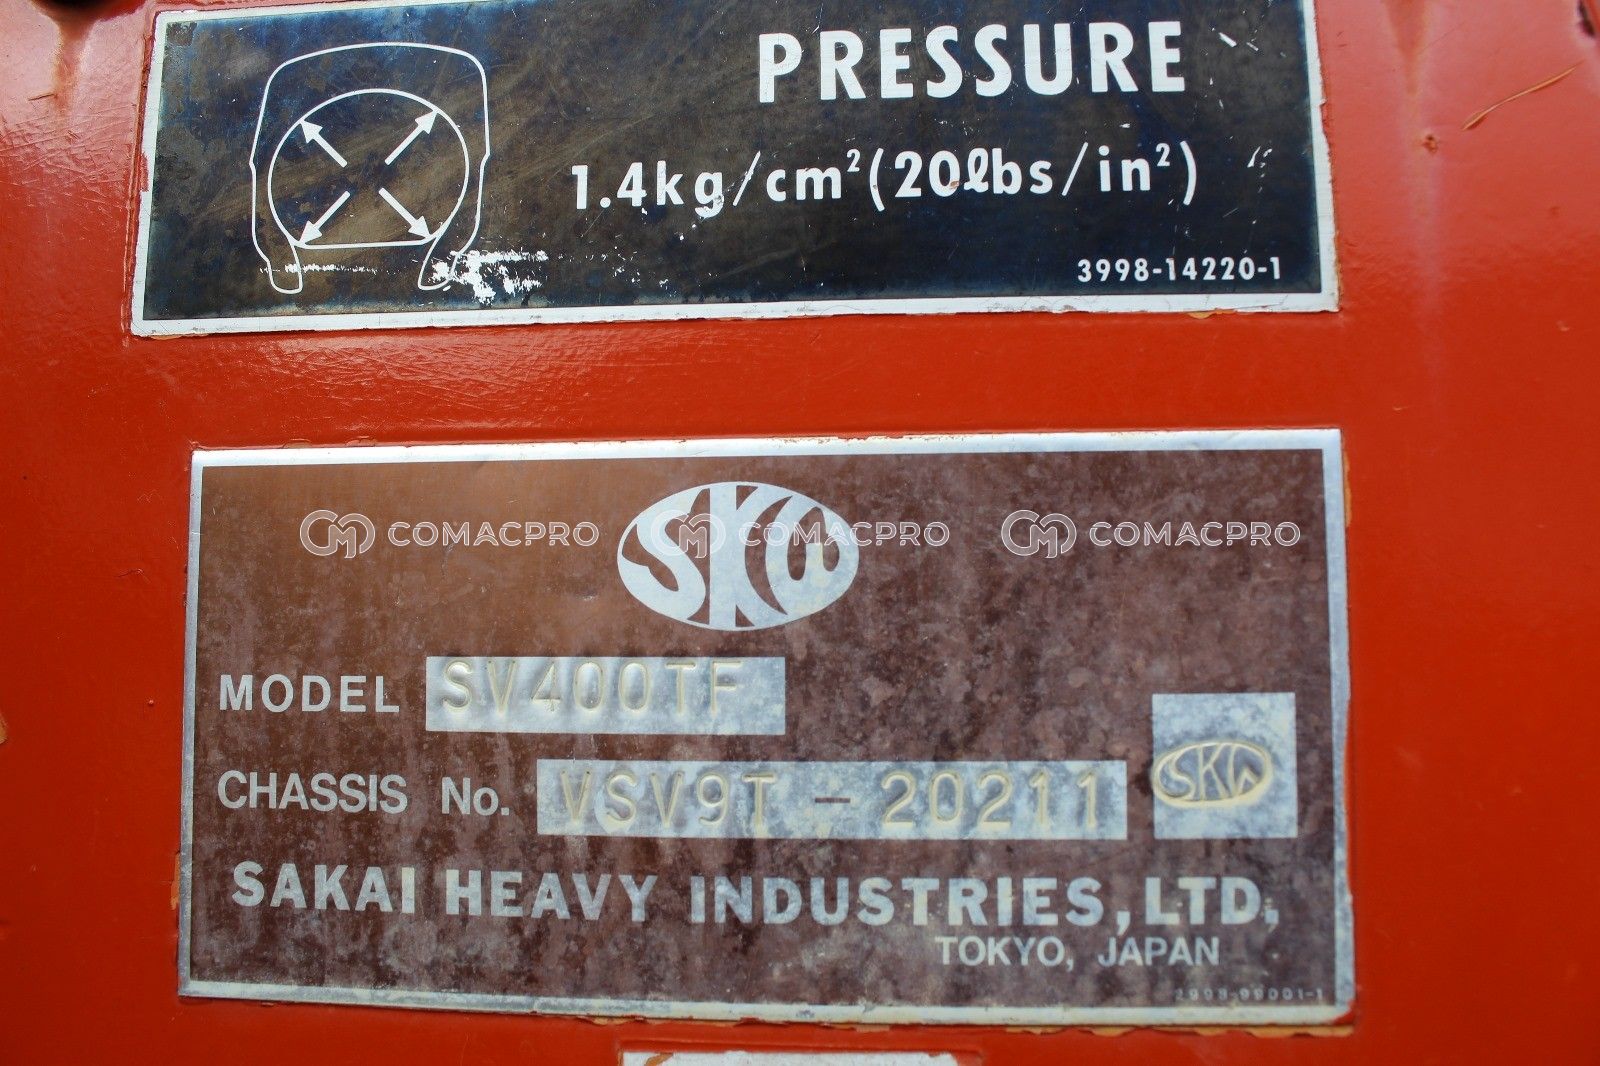 PRESSURE
1.4kg/cm²(20lbs/in²)
3998-14220-1
SKW
COMACPRO COMACPRO COMACPRO
MODEL SV400TF
CHASSIS No. VSV9T-20211
SKW
SAKAI HEAVY INDUSTRIES, LTD,
TOKYO, JAPAN